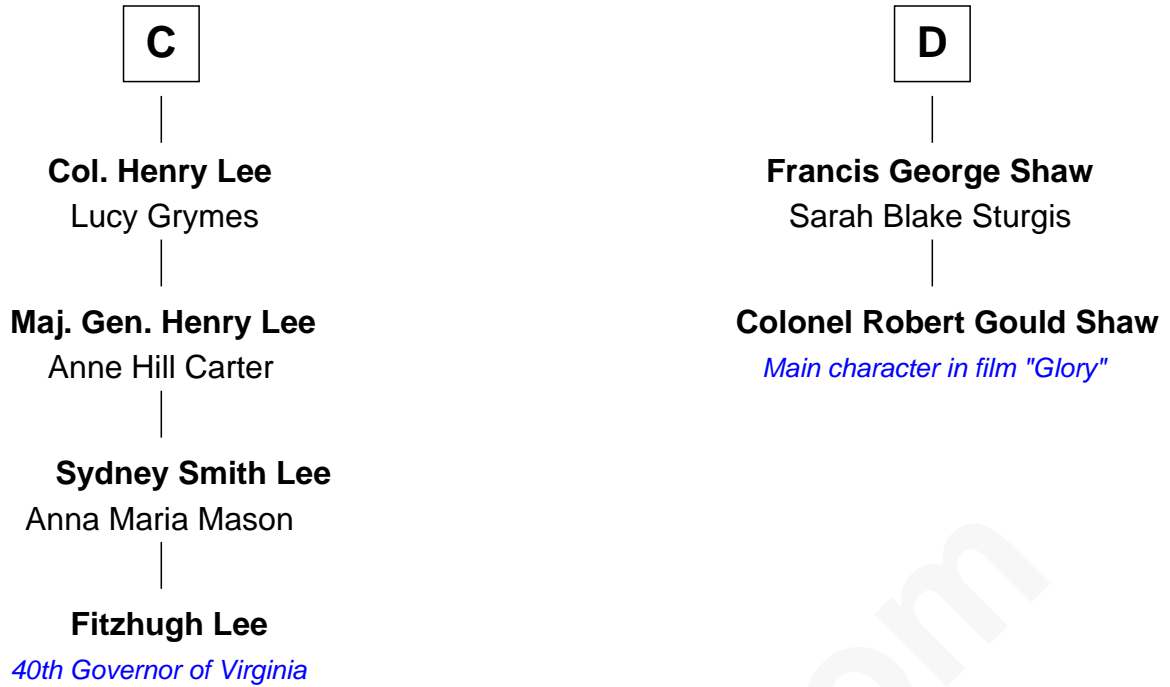 C
Col. Henry Lee
Lucy Grymes
Maj. Gen. Henry Lee
Anne Hill Carter
Sydney Smith Lee
Anna Maria Mason
Fitzhugh Lee
40th Governor of Virginia
D
Francis George Shaw
Sarah Blake Sturgis
Colonel Robert Gould Shaw
Main character in film "Glory"
om